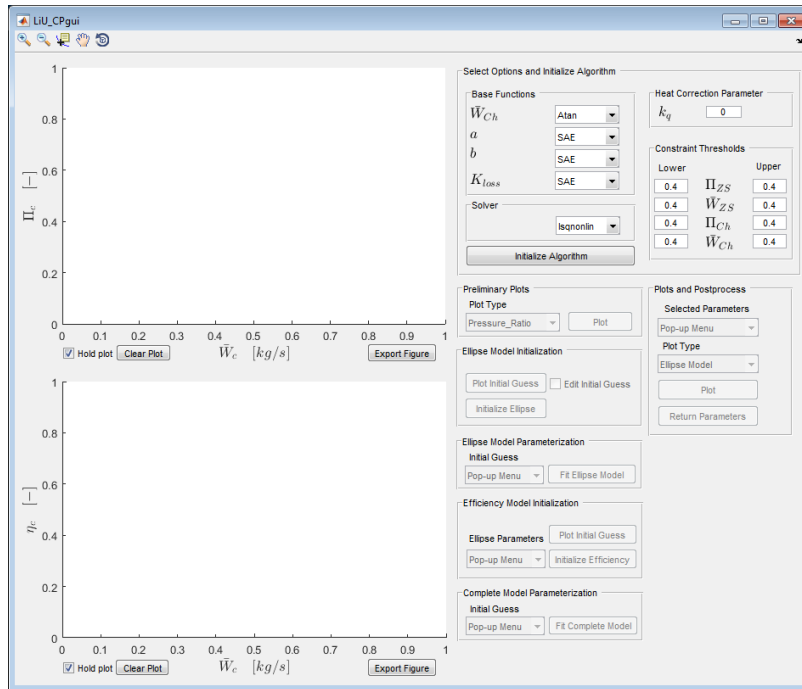 LiU_CPgui
Select Options and Initialize Algorithm
Base Functions
W̄_Ch Atan
a SAE
b SAE
K_loss SAE
Solver
lsqnonlin
Initialize Algorithm
Heat Correction Parameter
k_q 0
Constraint Thresholds
Lower Upper
0.4 Π_ZS 0.4
0.4 W̄_ZS 0.4
0.4 Π_Ch 0.4
0.4 W̄_Ch 0.4
1
0.8
0.6
0.4
0.2
0
Π_c [−]
0 0.1 0.2 0.3 0.4 0.5 0.6 0.7 0.8 0.9 1
Hold plot Clear Plot W̄_c [kg/s] Export Figure
Preliminary Plots
Plot Type
Pressure_Ratio Plot
Ellipse Model Initialization
Plot Initial Guess Edit Initial Guess
Initialize Ellipse
Plots and Postprocess
Selected Parameters
Pop-up Menu
Plot Type
Ellipse Model
Plot
Return Parameters
Ellipse Model Parameterization
Initial Guess
Pop-up Menu Fit Ellipse Model
Efficiency Model Initialization
Plot Initial Guess
Ellipse Parameters
Pop-up Menu Initialize Efficiency
Complete Model Parameterization
Initial Guess
Pop-up Menu Fit Complete Model
1
0.8
0.6
0.4
0.2
0
η_c [−]
0 0.1 0.2 0.3 0.4 0.5 0.6 0.7 0.8 0.9 1
Hold plot Clear Plot W̄_c [kg/s] Export Figure